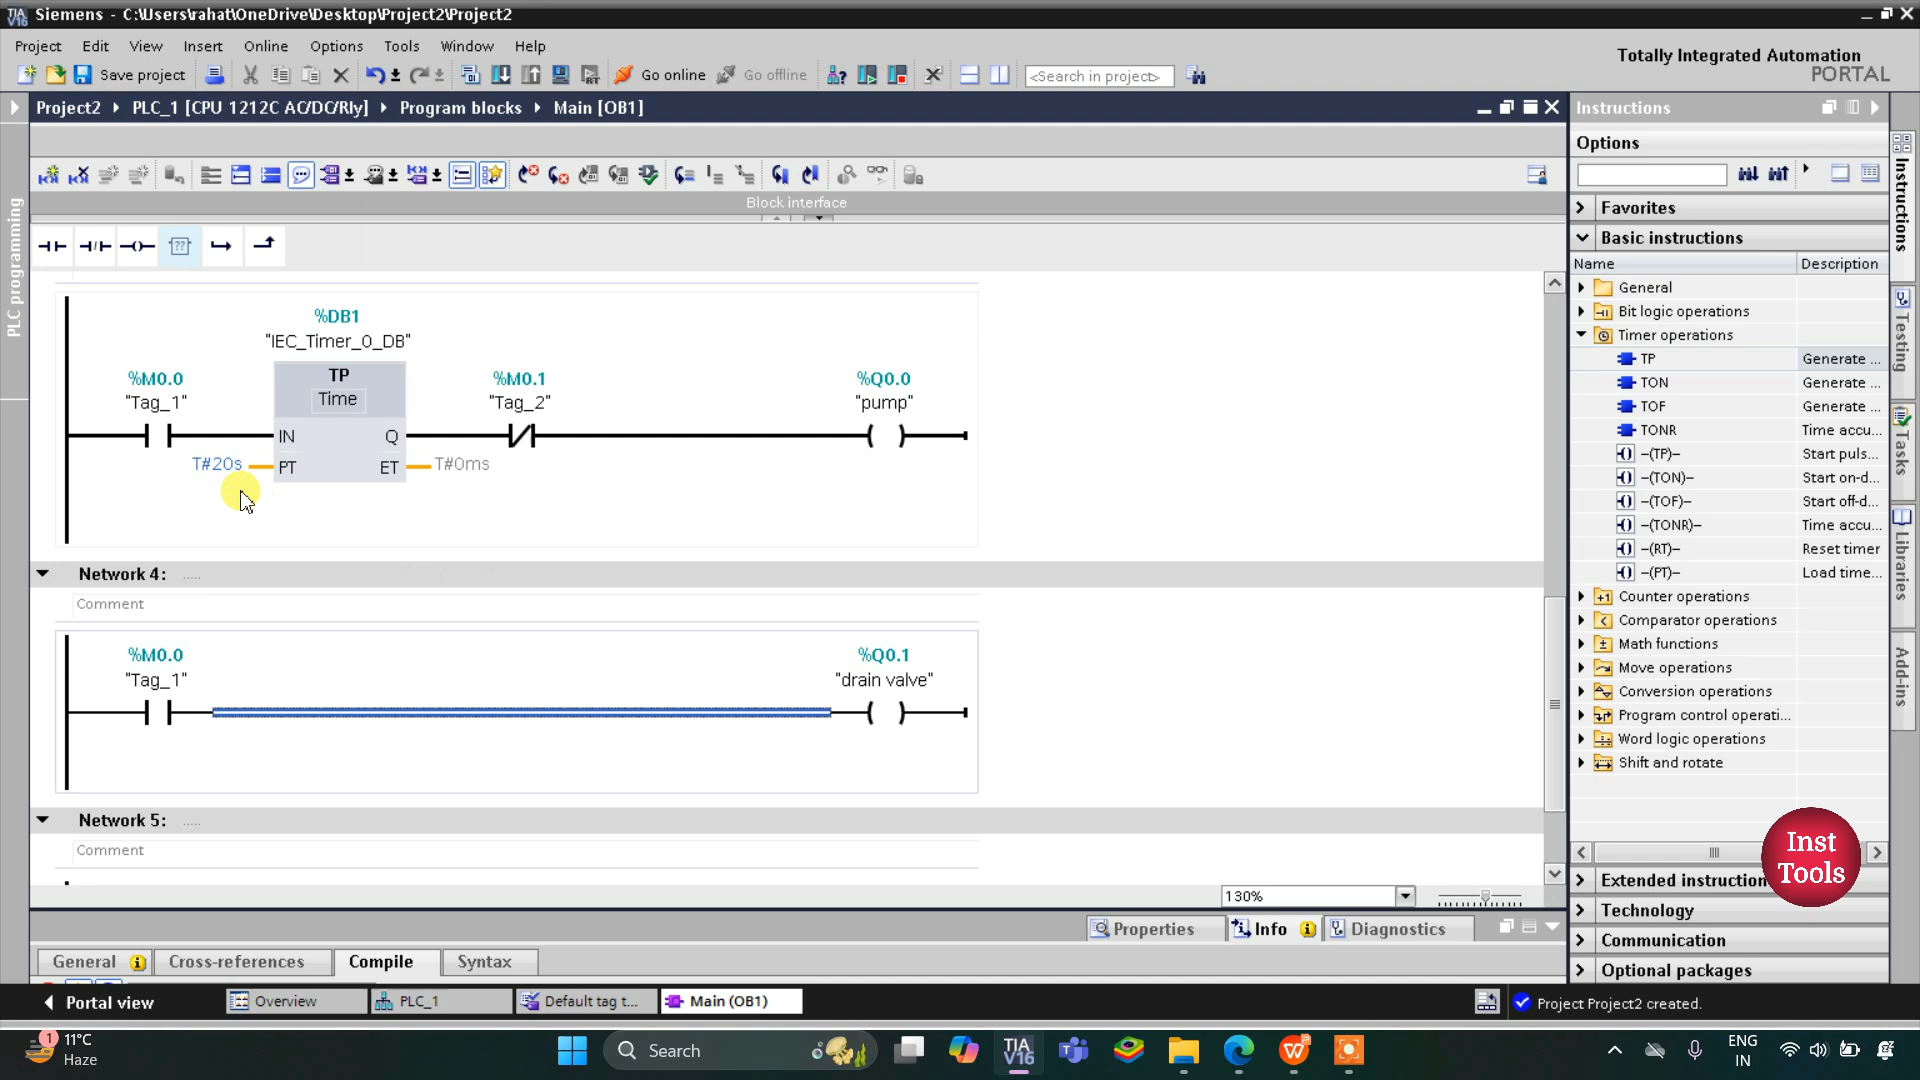 Siemens - C:\Users\rahat\OneDrive\Desktop\Project2\Project2
Project Edit View Insert Online Options Tools Window Help
Totally Integrated Automation
PORTAL
Save project Go online Go offline <Search in project>
Project2 PLC_1 [CPU 1212C AC/DC/Rly] Program blocks Main [OB1]
Instructions
Options
Block interface
PLC programming
%DB1
"IEC_Timer_0_DB"
TP
Time
%M0.0
"Tag_1"
%M0.1
"Tag_2"
%Q0.0
"pump"
IN Q
T#20s PT ET T#0ms
Network 4: .....
Comment
%M0.0
"Tag_1"
%Q0.1
"drain valve"
Network 5: .....
Comment
130%
Favorites
Basic instructions
Name Description
General
Bit logic operations
Timer operations
TP Generate ...
TON Generate ...
TOF Generate ...
TONR Time accu...
-(TP)- Start puls...
-(TON)- Start on-d...
-(TOF)- Start off-d...
-(TONR)- Time accu...
-(RT)- Reset timer
-(PT)- Load time...
Counter operations
Comparator operations
Math functions
Move operations
Conversion operations
Program control operati...
Word logic operations
Shift and rotate
Inst
Tools
Extended instruction
Technology
Communication
Optional packages
Instructions
Testing
Tasks
Libraries
Add-ins
Properties Info Diagnostics
General Cross-references Compile Syntax
Portal view Overview PLC_1 Default tag t... Main (OB1) Project Project2 created.
1 11°C
Haze
Search
TIA
V16
ENG
IN